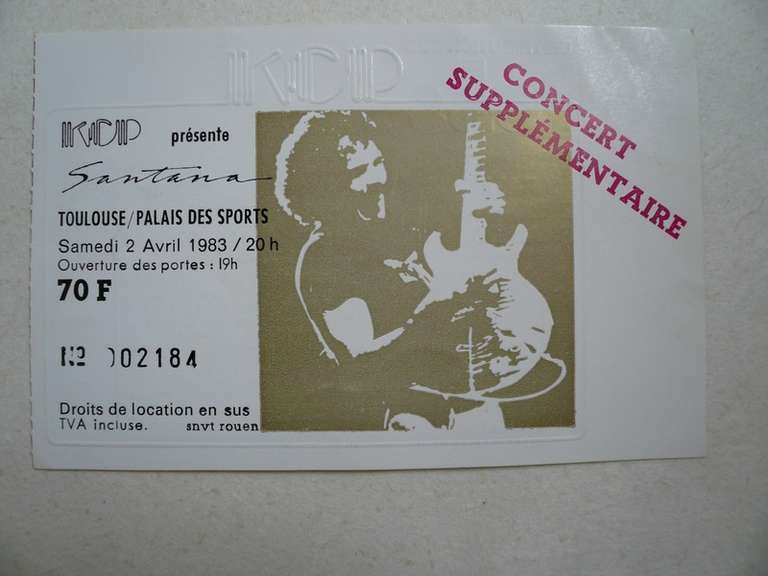 KCP
CONCERT
SUPPLÉMENTAIRE
KCP présente
Santana
TOULOUSE/PALAIS DES SPORTS
Samedi 2 Avril 1983 / 20 h
Ouverture des portes : 19h
70 F
Nº 002184
Droits de location en sus
TVA incluse. snvt rouen